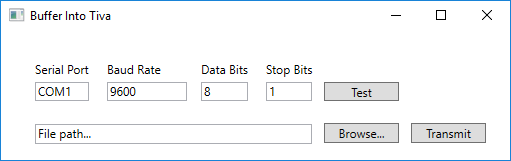 Buffer Into Tiva
Serial Port Baud Rate Data Bits Stop Bits
COM1 9600 8 1 Test
File path... Browse... Transmit